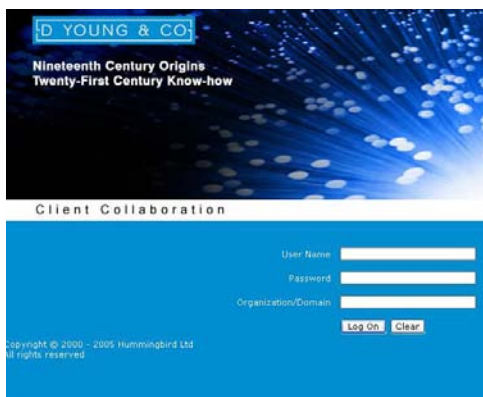 D YOUNG & CO
Nineteenth Century Origins
Twenty-First Century Know-how
Client Collaboration
User Name
Password
Organization/Domain
Log On Clear
Copyright © 2000 - 2005 Hummingbird Ltd
All rights reserved